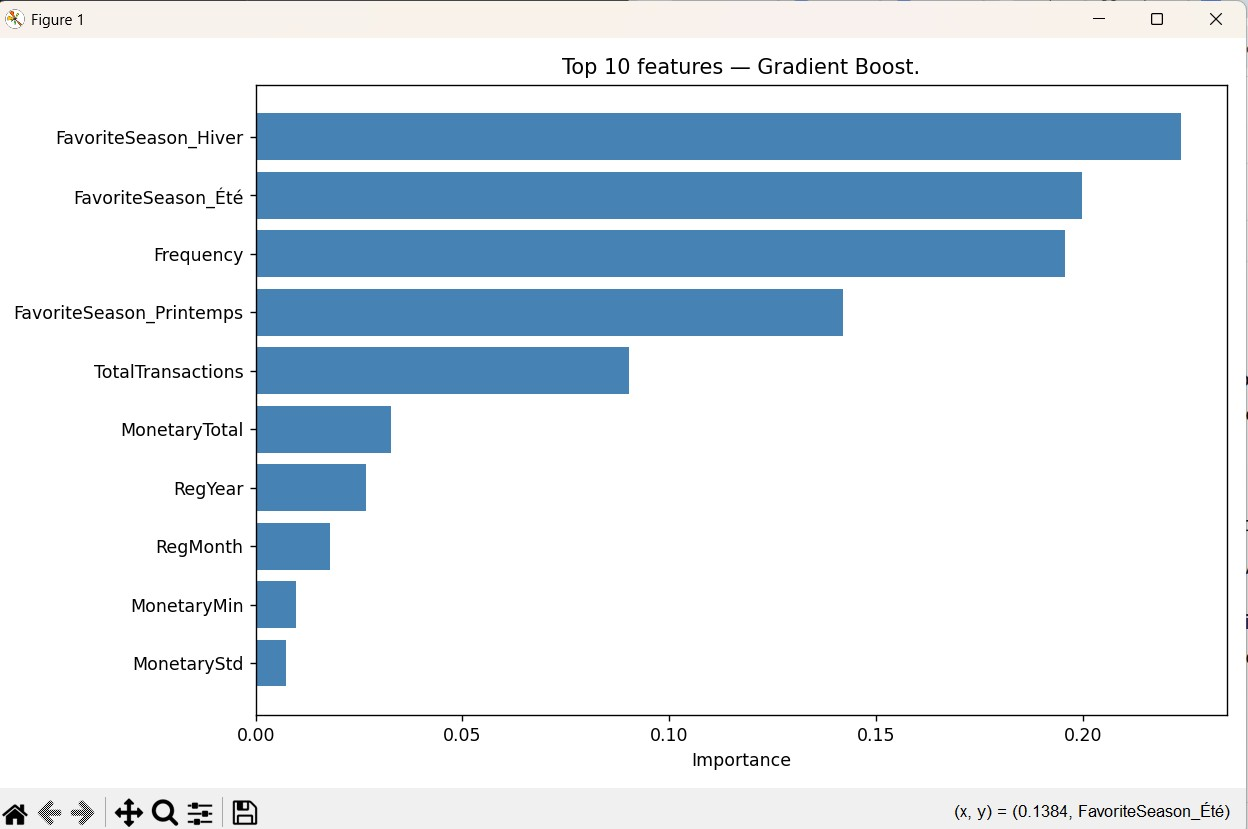 Figure 1
Top 10 features — Gradient Boost.
FavoriteSeason_Hiver
FavoriteSeason_Été
Frequency
FavoriteSeason_Printemps
TotalTransactions
MonetaryTotal
RegYear
RegMonth
MonetaryMin
MonetaryStd
0.00 0.05 0.10 0.15 0.20
Importance
(x, y) = (0.1384, FavoriteSeason_Été)